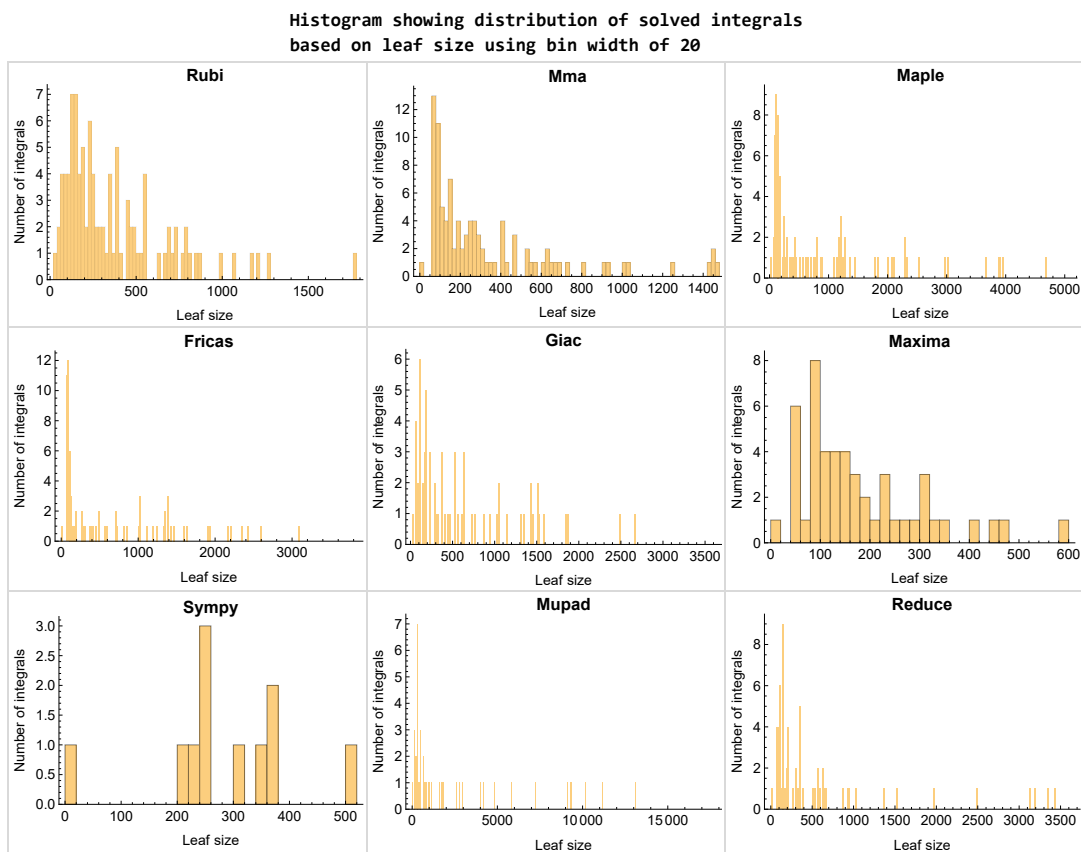 Histogram showing distribution of solved integrals
based on leaf size using bin width of 20
Rubi
Number of integrals
7
6
5
4
3
2
1
0
0 500 1000 1500
Leaf size
Mma
Number of integrals
12
10
8
6
4
2
0
0 200 400 600 800 1000 1200 1400
Leaf size
Maple
Number of integrals
8
6
4
2
0
0 1000 2000 3000 4000 5000
Leaf size
Fricas
Number of integrals
12
10
8
6
4
2
0
0 1000 2000 3000
Leaf size
Giac
Number of integrals
6
5
4
3
2
1
0
0 500 1000 1500 2000 2500 3000 3500
Leaf size
Maxima
Number of integrals
8
6
4
2
0
0 100 200 300 400 500 600
Leaf size
Sympy
Number of integrals
3.0
2.5
2.0
1.5
1.0
0.5
0.0
0 100 200 300 400 500
Leaf size
Mupad
Number of integrals
7
6
5
4
3
2
1
0
0 5000 10000 15000
Leaf size
Reduce
Number of integrals
8
6
4
2
0
0 500 1000 1500 2000 2500 3000 3500
Leaf size